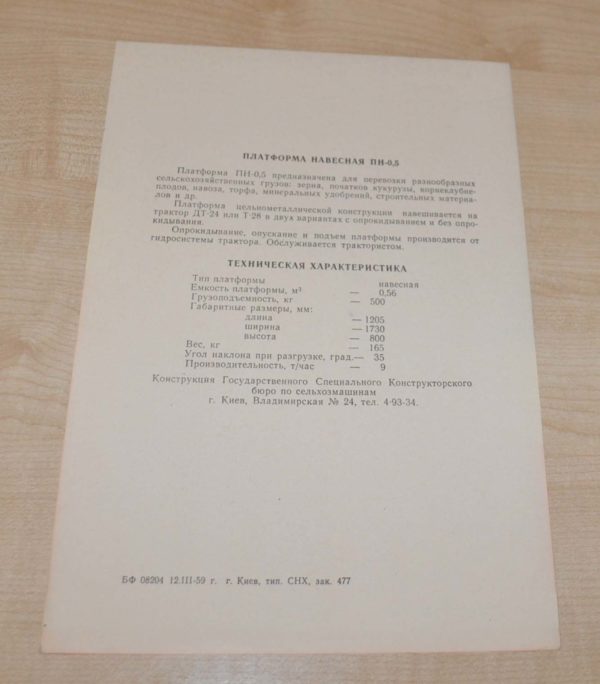 ПЛАТФОРМА НАВЕСНАЯ ПН-0,5
Платформа ПН-0,5 предназначена для перевозки разнообразных
сельскохозяйственных грузов: зерна, початков кукурузы, корнеклубне-
плодов, навоза, торфа, минеральных удобрений, строительных материа-
лов и др.
Платформа цельнометаллической конструкции навешивается на
трактор ДТ-24 или Т-28 в двух вариантах с опрокидыванием и без опро-
кидывания.
Опрокидывание, опускание и подъем платформы производится от
гидросистемы трактора. Обслуживается трактористом.
ТЕХНИЧЕСКАЯ ХАРАКТЕРИСТИКА
Тип платформы навесная
Емкость платформы, м³ — 0,56
Грузоподъемность, кг — 500
Габаритные размеры, мм:
длина — 1205
ширина — 1730
высота — 800
Вес, кг — 165
Угол наклона при разгрузке, град.— 35
Производительность, т/час — 9
Конструкция Государственного Специального Конструкторского
бюро по сельхозмашинам
г. Киев, Владимирская № 24, тел. 4-93-34.
БФ 08204 12.III-59 г. г. Киев, тип. СНХ, зак. 477